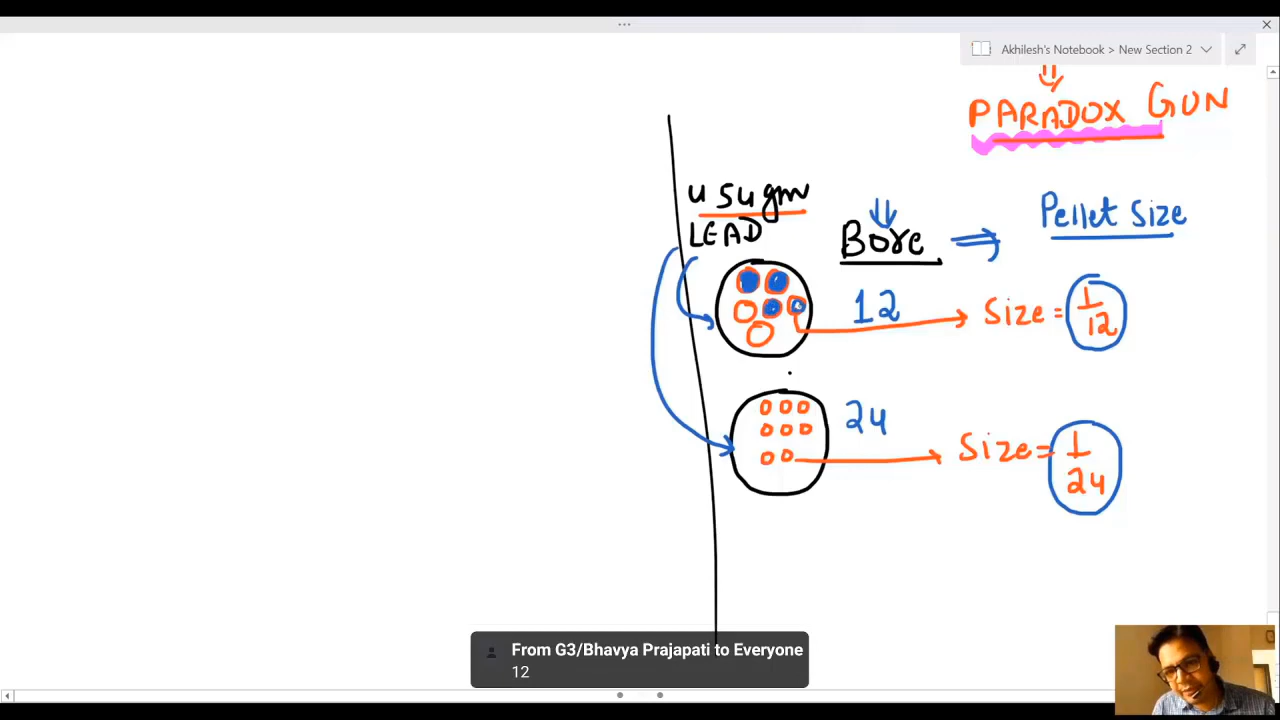 Akhilesh's Notebook > New Section 2
PARADOX GUN
454 gm
LEAD
Bore
Pellet Size
12
Size = 1/12
24
Size = 1/24
From G3/Bhavya Prajapati to Everyone
12